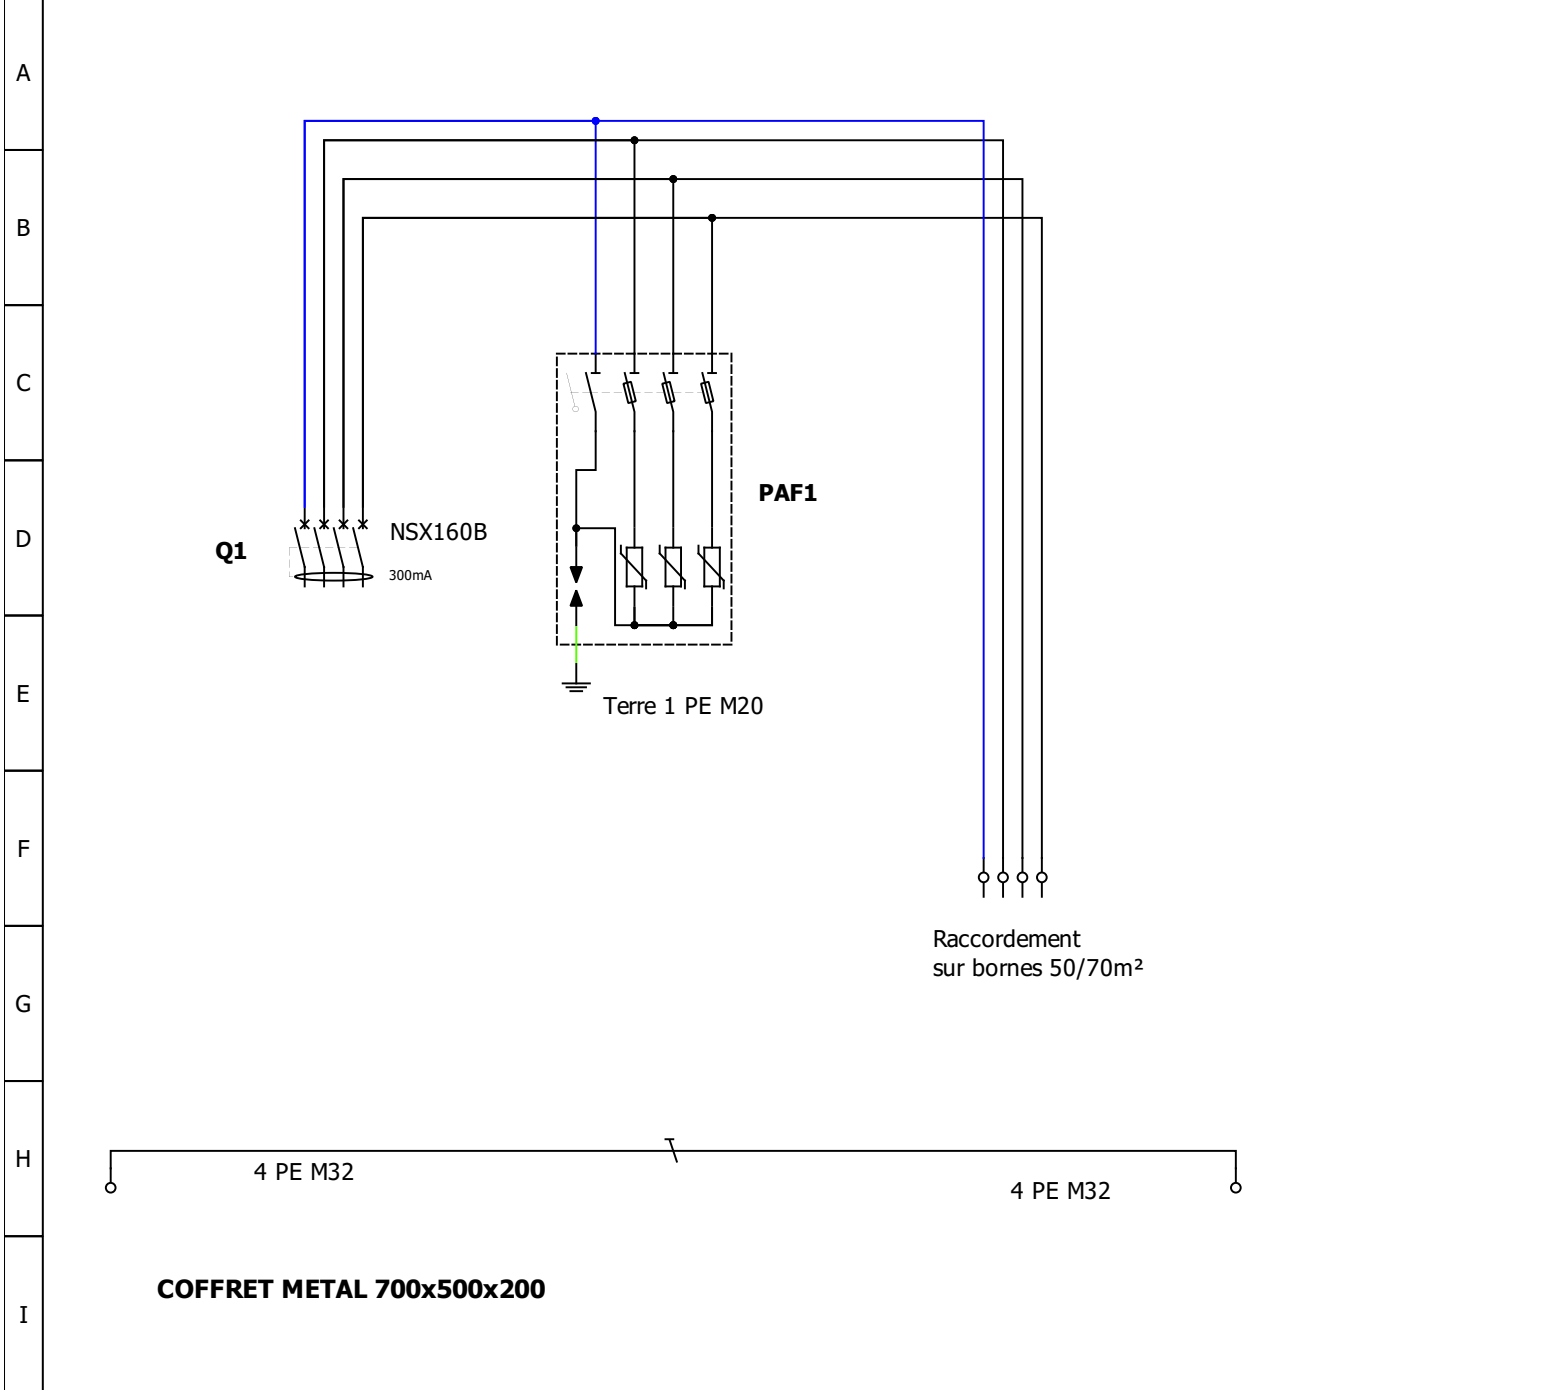 A
B
C
D
E
F
G
H
I
Q1
NSX160B
300mA
PAF1
Terre 1 PE M20
Raccordement
sur bornes 50/70m²
4 PE M32
4 PE M32
COFFRET METAL 700x500x200